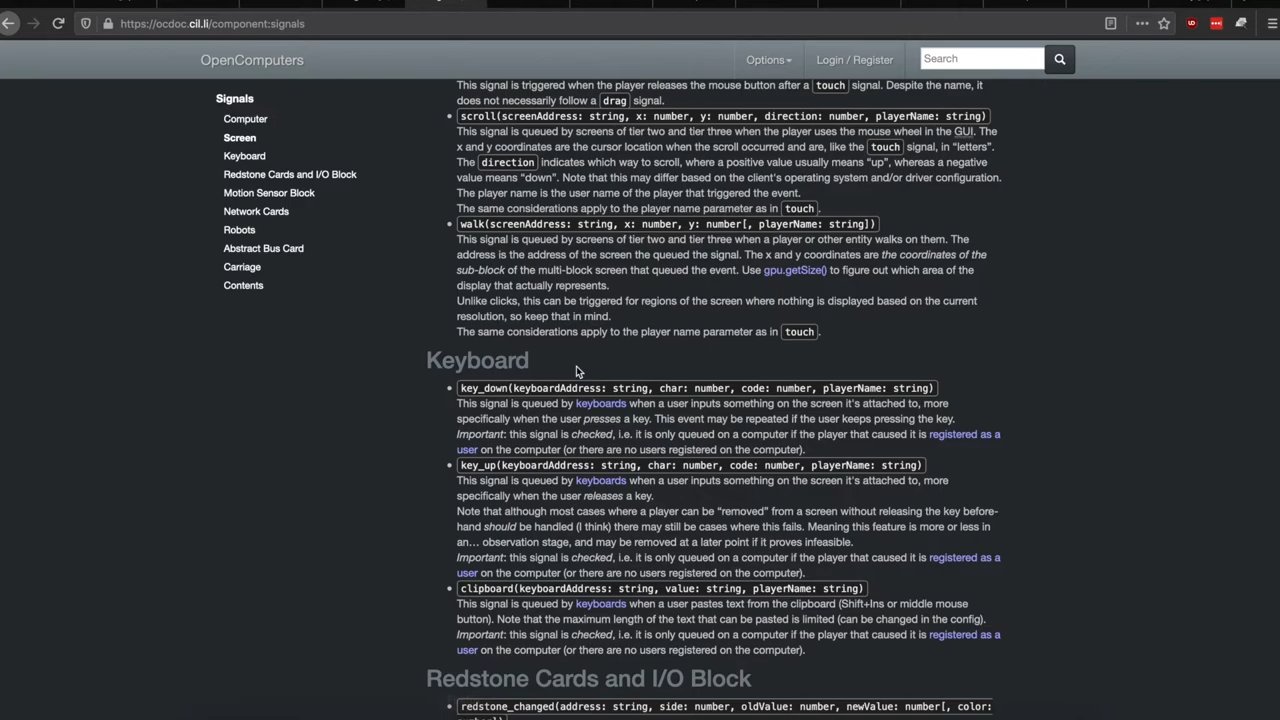 https://ocdoc.cil.li/component:signals
OpenComputers
Options
Login / Register
Search
Signals
Computer
Screen
Keyboard
Redstone Cards and I/O Block
Motion Sensor Block
Network Cards
Robots
Abstract Bus Card
Carriage
Contents
This signal is triggered when the player releases the mouse button after a touch signal. Despite the name, it
does not necessarily follow a drag signal.
scroll(screenAddress: string, x: number, y: number, direction: number, playerName: string)
This signal is queued by screens of tier two and tier three when the player uses the mouse wheel in the GUI. The
x and y coordinates are the cursor location when the scroll occurred and are, like the touch signal, in “letters”.
The direction indicates which way to scroll, where a positive value usually means “up”, whereas a negative
value means “down”. Note that this may differ based on the client's operating system and/or driver configuration.
The player name is the user name of the player that triggered the event.
The same considerations apply to the player name parameter as in touch.
walk(screenAddress: string, x: number, y: number[, playerName: string])
This signal is queued by screens of tier two and tier three when a player or other entity walks on them. The
address is the address of the screen the queued the signal. The x and y coordinates are the coordinates of the
sub-block of the multi-block screen that queued the event. Use gpu.getSize() to figure out which area of the
display that actually represents.
Unlike clicks, this can be triggered for regions of the screen where nothing is displayed based on the current
resolution, so keep that in mind.
The same considerations apply to the player name parameter as in touch.
Keyboard
key_down(keyboardAddress: string, char: number, code: number, playerName: string)
This signal is queued by keyboards when a user inputs something on the screen it's attached to, more
specifically when the user presses a key. This event may be repeated if the user keeps pressing the key.
Important: this signal is checked, i.e. it is only queued on a computer if the player that caused it is registered as a
user on the computer (or there are no users registered on the computer).
key_up(keyboardAddress: string, char: number, code: number, playerName: string)
This signal is queued by keyboards when a user inputs something on the screen it's attached to, more
specifically when the user releases a key.
Note that although most cases where a player can be “removed” from a screen without releasing the key before-
hand should be handled (I think) there may still be cases where this fails. Meaning this feature is more or less in
an… observation stage, and may be removed at a later point if it proves infeasible.
Important: this signal is checked, i.e. it is only queued on a computer if the player that caused it is registered as a
user on the computer (or there are no users registered on the computer).
clipboard(keyboardAddress: string, value: string, playerName: string)
This signal is queued by keyboards when a user pastes text from the clipboard (Shift+Ins or middle mouse
button). Note that the maximum length of the text that can be pasted is limited (can be changed in the config).
Important: this signal is checked, i.e. it is only queued on a computer if the player that caused it is registered as a
user on the computer (or there are no users registered on the computer).
Redstone Cards and I/O Block
redstone_changed(address: string, side: number, oldValue: number, newValue: number[, color: